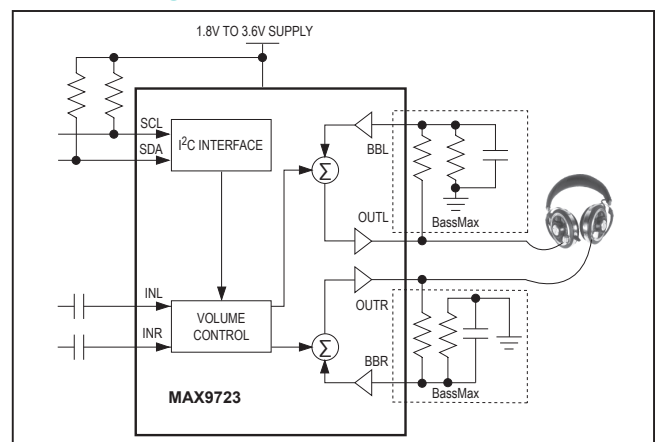 1.8V TO 3.6V SUPPLY
SCL
SDA
I²C INTERFACE
BBL
Σ
BassMax
OUTL
INL
INR
VOLUME
CONTROL
OUTR
Σ
BBR
BassMax
MAX9723